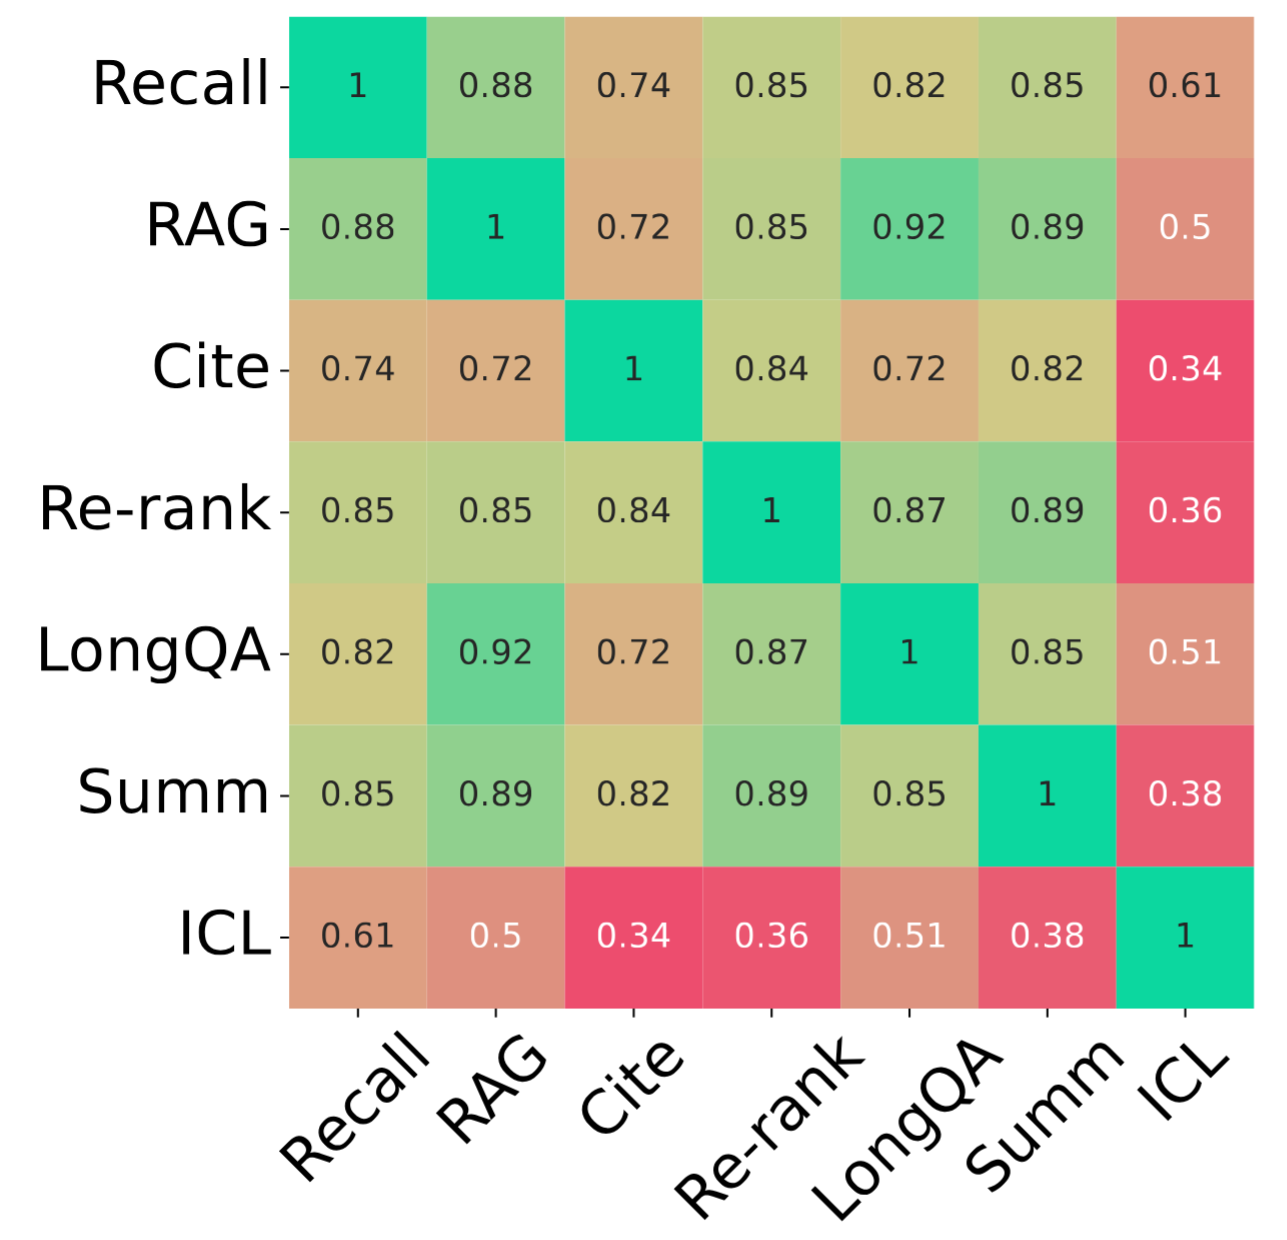 Recall 1 0.88 0.74 0.85 0.82 0.85 0.61
RAG 0.88 1 0.72 0.85 0.92 0.89 0.5
Cite 0.74 0.72 1 0.84 0.72 0.82 0.34
Re-rank 0.85 0.85 0.84 1 0.87 0.89 0.36
LongQA 0.82 0.92 0.72 0.87 1 0.85 0.51
Summ 0.85 0.89 0.82 0.89 0.85 1 0.38
ICL 0.61 0.5 0.34 0.36 0.51 0.38 1
Recall RAG Cite Re-rank LongQA Summ ICL